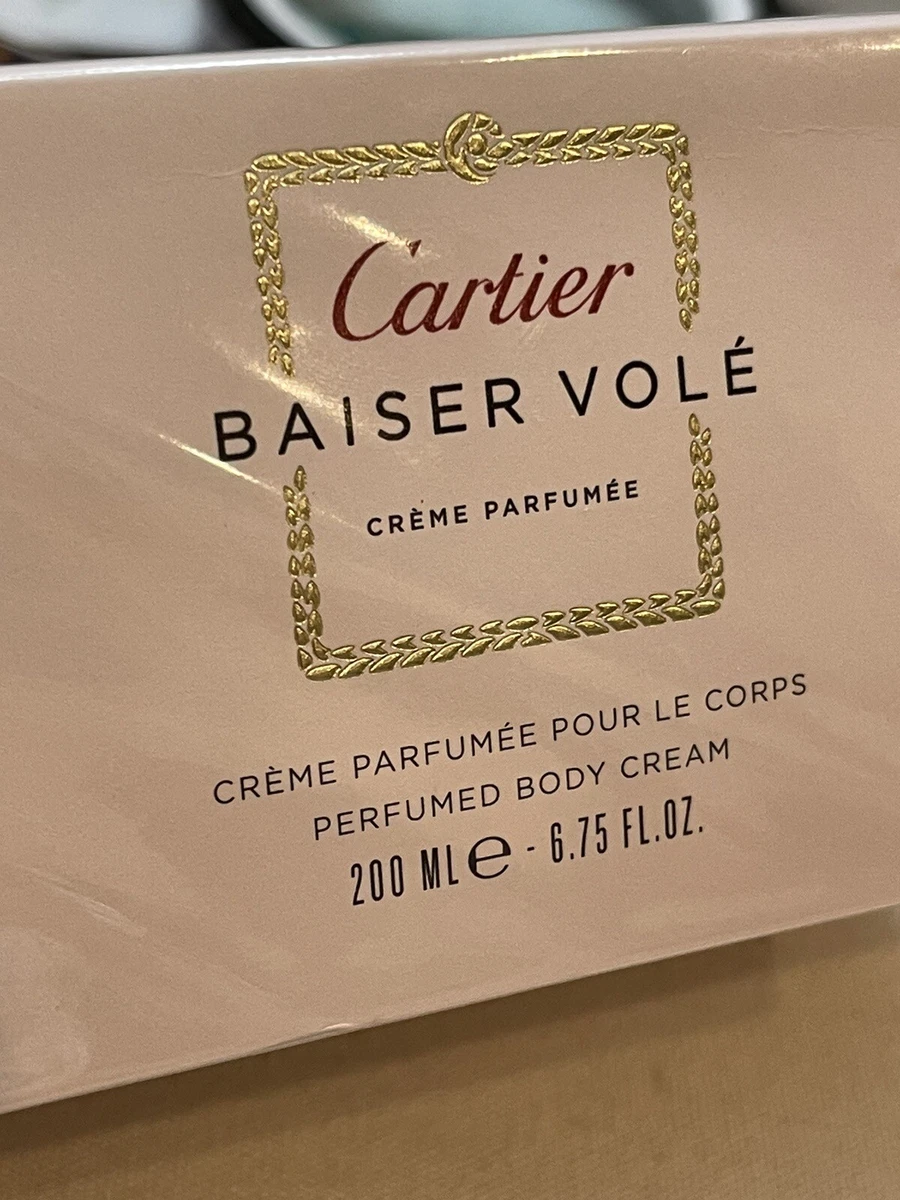 Cartier
BAISER VOLÉ
CRÈME PARFUMÉE
CRÈME PARFUMÉE POUR LE CORPS
PERFUMED BODY CREAM
200 ML e - 6.75 FL.OZ.